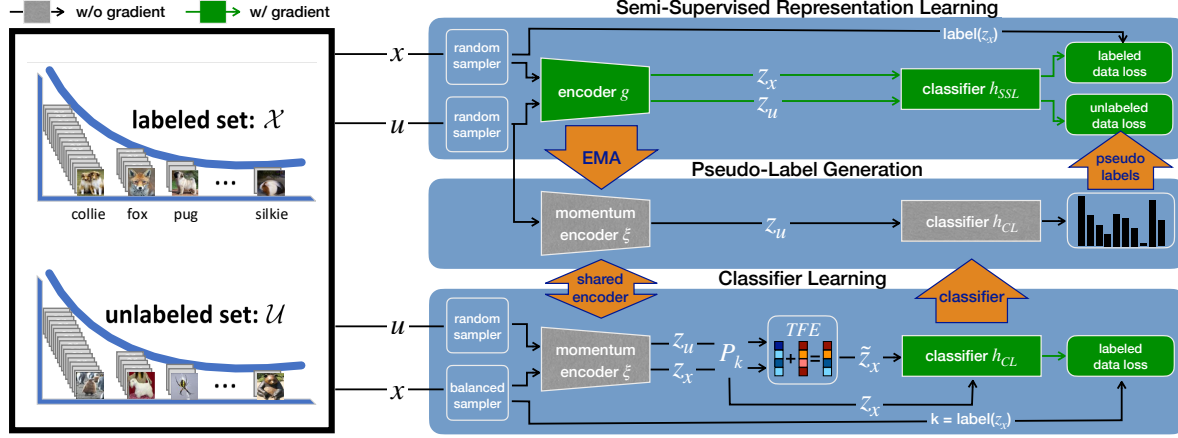 w/o gradient
w/ gradient
Semi-Supervised Representation Learning
x
random
sampler
label(z_x)
labeled
data loss
encoder g
z_x
z_u
classifier h_SSL
u
random
sampler
unlabeled
data loss
labeled set: 𝒳
...
collie fox pug silkie
EMA
pseudo
labels
Pseudo-Label Generation
momentum
encoder ξ
z_u
classifier h_CL
shared
encoder
Classifier Learning
classifier
unlabeled set: 𝒰
...
u
random
sampler
momentum
encoder ξ
z_u
z_x
P_k
TFE
+ =
z̃_x
classifier h_CL
labeled
data loss
x
balanced
sampler
z_x
k = label(z_x)